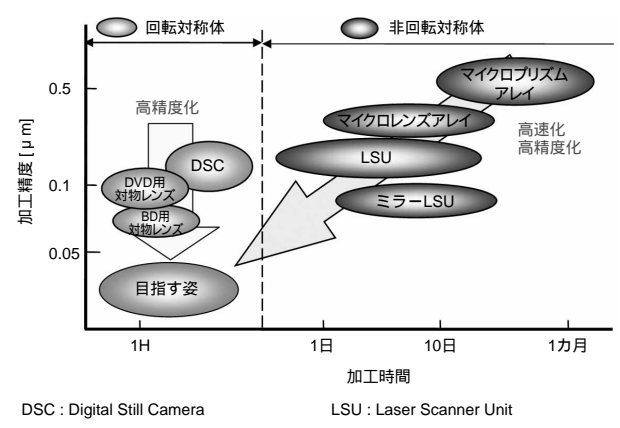 回転対称体
非回転対称体
加工精度 [μm]
0.5
0.1
0.05
高精度化
DSC
DVD用
対物レンズ
BD用
対物レンズ
目指す姿
マイクロプリズム
アレイ
マイクロレンズアレイ
高速化
高精度化
LSU
ミラーLSU
1H
1日
10日
1カ月
加工時間
DSC : Digital Still Camera
LSU : Laser Scanner Unit